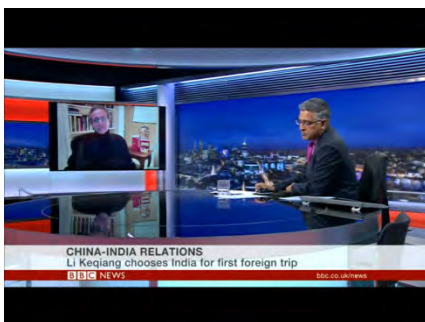 CHINA-INDIA RELATIONS
Li Keqiang chooses India for first foreign trip
BBC NEWS
bbc.co.uk/news